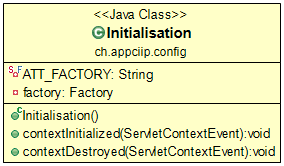 <<Java Class>>
Initialisation
ch.appciip.config
ATT_FACTORY: String
factory: Factory
Initialisation()
contextInitialized(ServletContextEvent):void
contextDestroyed(ServletContextEvent):void